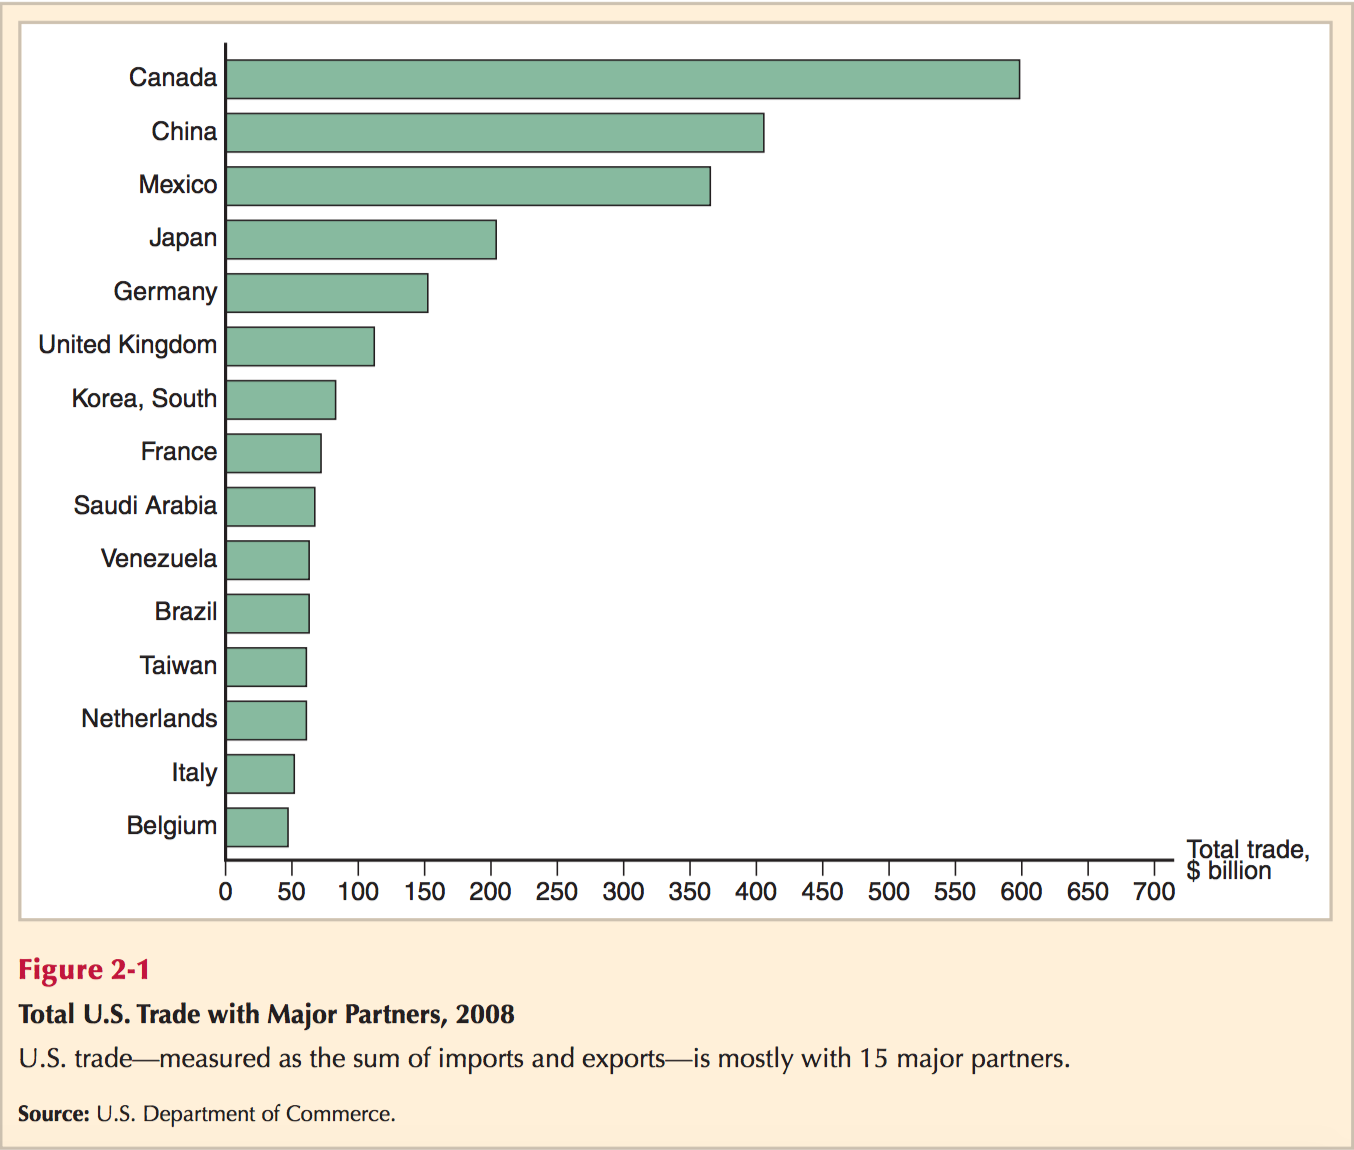 Canada
China
Mexico
Japan
Germany
United Kingdom
Korea, South
France
Saudi Arabia
Venezuela
Brazil
Taiwan
Netherlands
Italy
Belgium
Total trade,
$ billion
0 50 100 150 200 250 300 350 400 450 500 550 600 650 700
Figure 2-1
Total U.S. Trade with Major Partners, 2008
U.S. trade—measured as the sum of imports and exports—is mostly with 15 major partners.
Source: U.S. Department of Commerce.